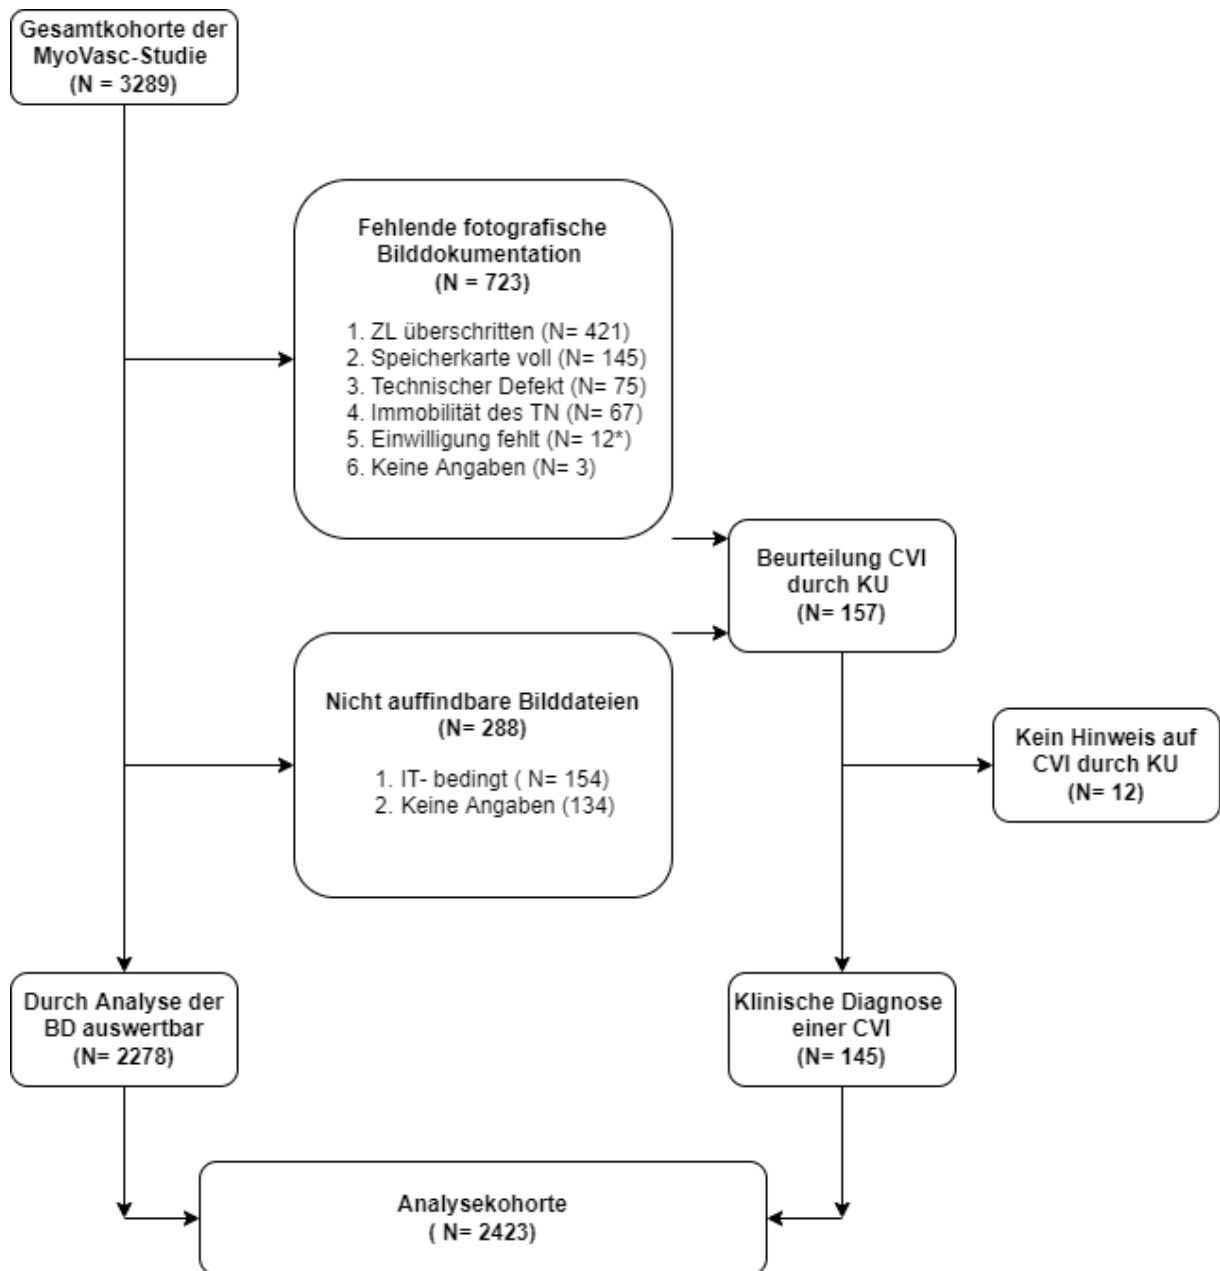 Gesamtkohorte der
MyoVasc-Studie
(N = 3289)
Fehlende fotografische
Bilddokumentation
(N = 723)
1. ZL überschritten (N= 421)
2. Speicherkarte voll (N= 145)
3. Technischer Defekt (N= 75)
4. Immobilität des TN (N= 67)
5. Einwilligung fehlt (N= 12*)
6. Keine Angaben (N= 3)
Beurteilung CVI
durch KU
(N= 157)
Nicht auffindbare Bilddateien
(N= 288)
1. IT- bedingt ( N= 154)
2. Keine Angaben (134)
Kein Hinweis auf
CVI durch KU
(N= 12)
Durch Analyse der
BD auswertbar
(N= 2278)
Klinische Diagnose
einer CVI
(N= 145)
Analysekohorte
( N= 2423)